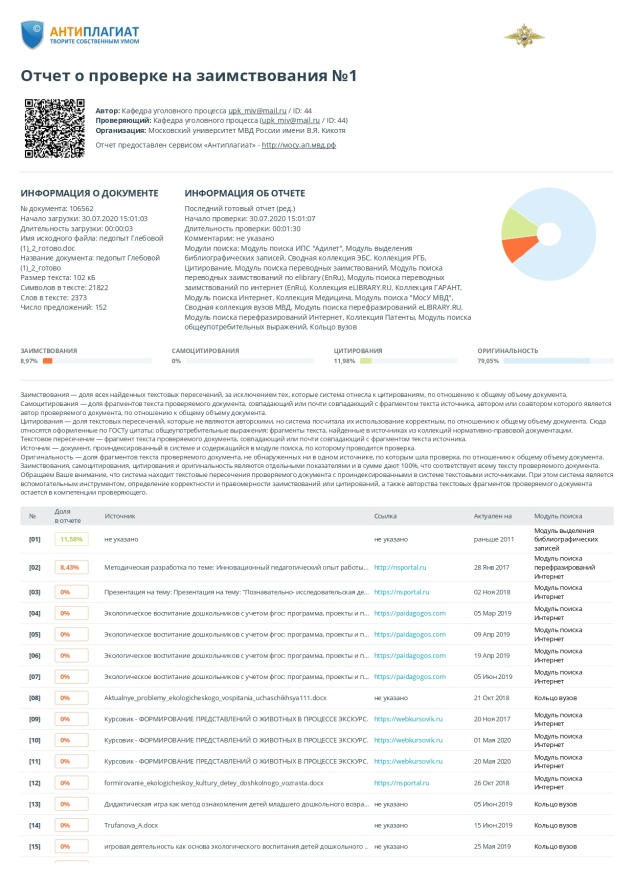 АНТИПЛАГИАТ
ТВОРИТЕ СОБСТВЕННЫМ УМОМ
Отчет о проверке на заимствования №1
Автор: Кафедра уголовного процесса upk_miv@mail.ru / ID: 44
Проверяющий: Кафедра уголовного процесса (upk_miv@mail.ru / ID: 44)
Организация: Московский университет МВД России имени В.Я. Кикотя
Отчет предоставлен сервисом «Антиплагиат» - http://мосу.ап.мвд.рф
ИНФОРМАЦИЯ О ДОКУМЕНТЕ
№ документа: 106562
Начало загрузки: 30.07.2020 15:01:03
Длительность загрузки: 00:00:03
Имя исходного файла: педопыт Глебовой
(1)_2_готово.doc
Название документа: педопыт Глебовой
(1)_2_готово
Размер текста: 102 кБ
Символов в тексте: 21822
Слов в тексте: 2373
Число предложений: 152
ИНФОРМАЦИЯ ОБ ОТЧЕТЕ
Последний готовый отчет (ред.)
Начало проверки: 30.07.2020 15:01:07
Длительность проверки: 00:01:30
Комментарии: не указано
Модули поиска: Модуль поиска ИПС "Адилет", Модуль выделения
библиографических записей, Сводная коллекция ЭБС, Коллекция РГБ,
Цитирование, Модуль поиска переводных заимствований, Модуль поиска
переводных заимствований по elibrary (EnRu), Модуль поиска переводных
заимствований по интернет (EnRu), Коллекция eLIBRARY.RU, Коллекция ГАРАНТ,
Модуль поиска Интернет, Коллекция Медицина, Модуль поиска "МосУ МВД",
Сводная коллекция вузов МВД, Модуль поиска перефразирований eLIBRARY.RU,
Модуль поиска перефразирований Интернет, Коллекция Патенты, Модуль поиска
общеупотребительных выражений, Кольцо вузов
ЗАИМСТВОВАНИЯ
8,97%
САМОЦИТИРОВАНИЯ
0%
ЦИТИРОВАНИЯ
11,98%
ОРИГИНАЛЬНОСТЬ
79,05%
Заимствования — доля всех найденных текстовых пересечений, за исключением тех, которые система отнесла к цитированиям, по отношению к общему объему документа.
Самоцитирования — доля фрагментов текста проверяемого документа, совпадающий или почти совпадающий с фрагментом текста источника, автором или соавтором которого является
автор проверяемого документа, по отношению к общему объему документа.
Цитирования — доля текстовых пересечений, которые не являются авторскими, но система посчитала их использование корректным, по отношению к общему объему документа. Сюда
относятся оформленные по ГОСТу цитаты; общеупотребительные выражения; фрагменты текста, найденные в источниках из коллекций нормативно-правовой документации.
Текстовое пересечение — фрагмент текста проверяемого документа, совпадающий или почти совпадающий с фрагментом текста источника.
Источник — документ, проиндексированный в системе и содержащийся в модуле поиска, по которому проводится проверка.
Оригинальность — доля фрагментов текста проверяемого документа, не обнаруженных ни в одном источнике, по которым шла проверка, по отношению к общему объему документа.
Заимствования, самоцитирования, цитирования и оригинальность являются отдельными показателями и в сумме дают 100%, что соответствует всему тексту проверяемого документа.
Обращаем Ваше внимание, что система находит текстовые пересечения проверяемого документа с проиндексированными в системе текстовыми источниками. При этом система является
вспомогательным инструментом, определение корректности и правомерности заимствований или цитирований, а также авторства текстовых фрагментов проверяемого документа
остается в компетенции проверяющего.
№ Доля в отчете Источник Ссылка Актуален на Модуль поиска
[01] 11,58% не указано не указано раньше 2011 Модуль выделения библиографических записей
[02] 8,43% Методическая разработка по теме: Инновационный педагогический опыт работы... http://nsportal.ru 28 Янв 2017 Модуль поиска перефразирований Интернет
[03] 0% Презентация на тему: Презентация на тему: "Познавательно- исследовательская де... https://nsportal.ru 02 Ноя 2018 Модуль поиска Интернет
[04] 0% Экологическое воспитание дошкольников с учетом фгос: программа, проекты и п... https://paidagogos.com 05 Мар 2019 Модуль поиска Интернет
[05] 0% Экологическое воспитание дошкольников с учетом фгос: программа, проекты и п... https://paidagogos.com 09 Апр 2019 Модуль поиска Интернет
[06] 0% Экологическое воспитание дошкольников с учетом фгос: программа, проекты и п... https://paidagogos.com 19 Апр 2019 Модуль поиска Интернет
[07] 0% Экологическое воспитание дошкольников с учетом фгос: программа, проекты и п... https://paidagogos.com 05 Июн 2019 Модуль поиска Интернет
[08] 0% Aktualnye_problemy_ekologicheskogo_vospitania_uchaschikhsya111.docx не указано 21 Окт 2018 Кольцо вузов
[09] 0% Курсовик - ФОРМИРОВАНИЕ ПРЕДСТАВЛЕНИЙ О ЖИВОТНЫХ В ПРОЦЕССЕ ЭКСКУРС. https://webkursovik.ru 20 Ноя 2017 Модуль поиска Интернет
[10] 0% Курсовик - ФОРМИРОВАНИЕ ПРЕДСТАВЛЕНИЙ О ЖИВОТНЫХ В ПРОЦЕССЕ ЭКСКУРС. https://webkursovik.ru 01 Мая 2020 Модуль поиска Интернет
[11] 0% Курсовик - ФОРМИРОВАНИЕ ПРЕДСТАВЛЕНИЙ О ЖИВОТНЫХ В ПРОЦЕССЕ ЭКСКУРС. https://webkursovik.ru 20 Мая 2020 Модуль поиска Интернет
[12] 0% formirovanie_ekologicheskoy_kultury_detey_doshkolnogo_vozrasta.docx https://nsportal.ru 26 Окт 2018 Модуль поиска Интернет
[13] 0% Дидактическая игра как метод ознакомления детей младшего дошкольного возра... не указано 05 Июн 2019 Кольцо вузов
[14] 0% Trufanova_A.docx не указано 15 Июн 2019 Кольцо вузов
[15] 0% игровая деятельность как основа экологического воспитания детей дошкольного .. не указано 25 Мая 2019 Кольцо вузов